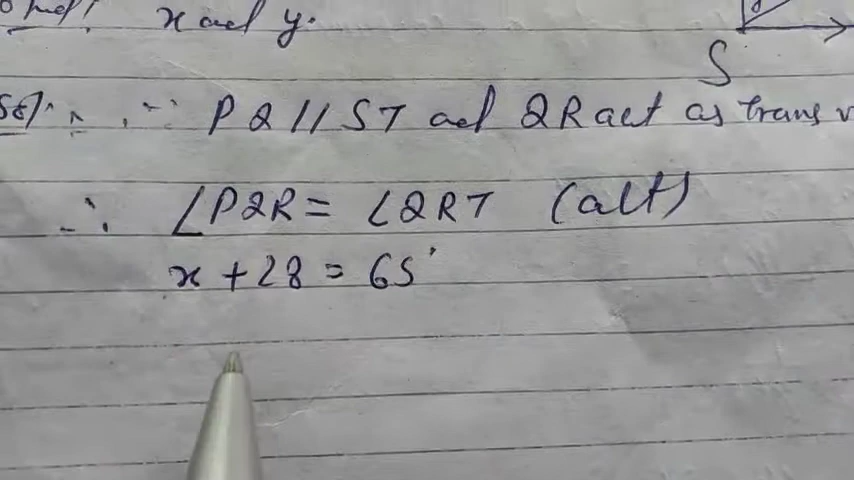 x and y.
S
Sol. ∵ PQ // ST and QR act as trans v
∴ ∠PQR = ∠QRT (alt)
x + 28 = 65°